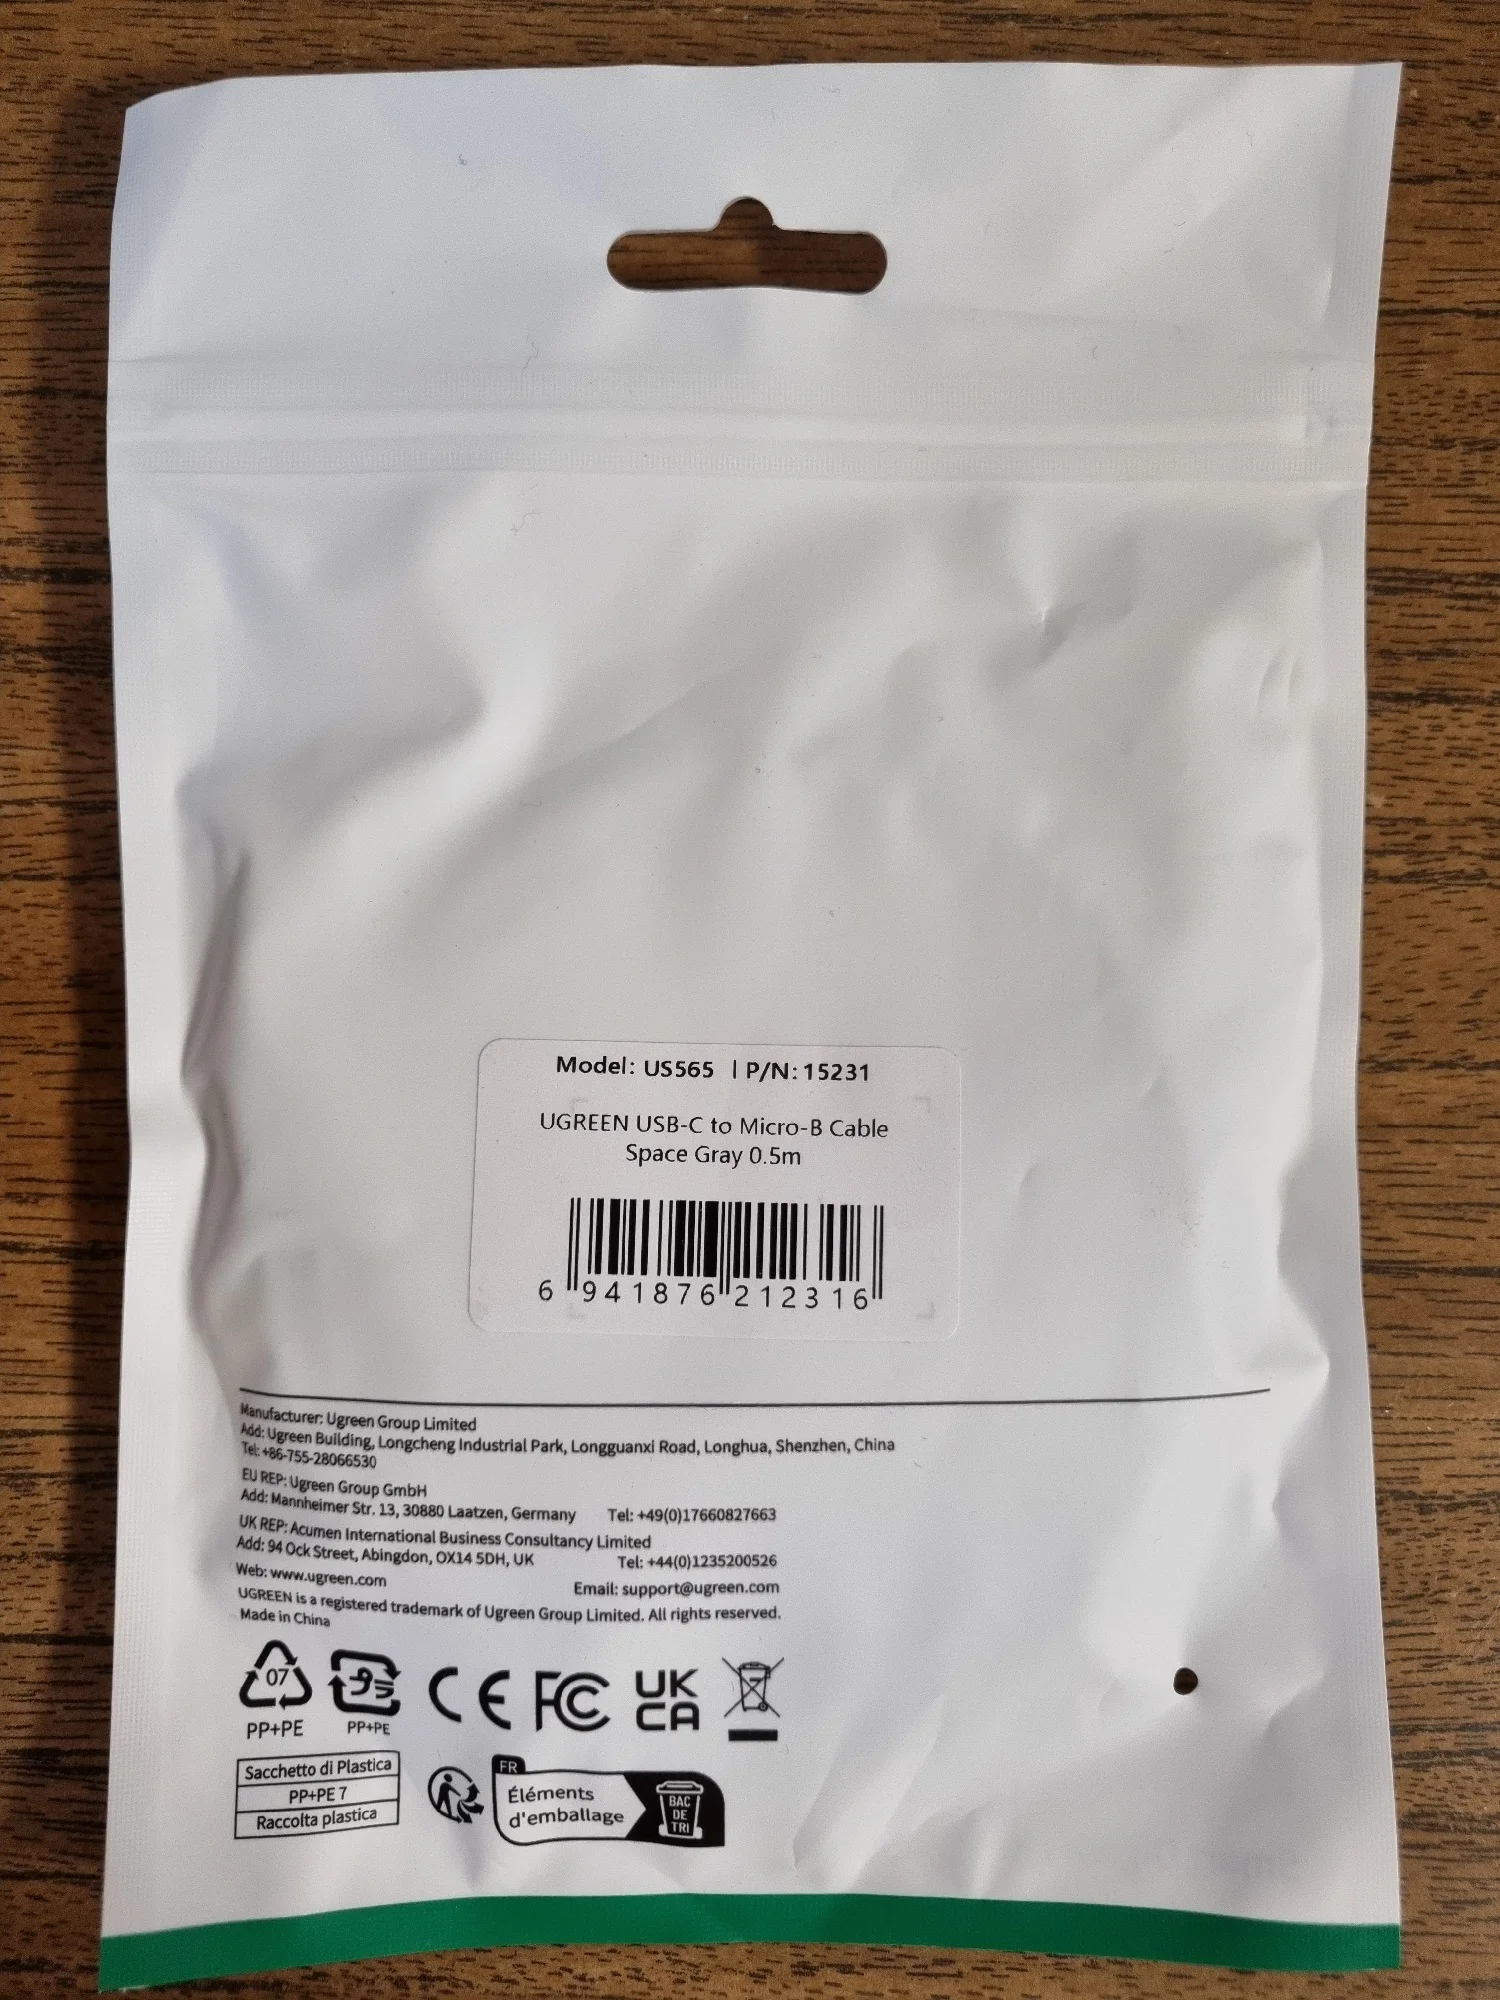 Model: US565 | P/N: 15231
UGREEN USB-C to Micro-B Cable
Space Gray 0.5m
6 941876 212316
Manufacturer: Ugreen Group Limited
Add: Ugreen Building, Longcheng Industrial Park, Longguanxi Road, Longhua, Shenzhen, China
Tel: +86-755-28066530
EU REP: Ugreen Group GmbH
Add: Mannheimer Str. 13, 30880 Laatzen, Germany Tel: +49(0)17660827663
UK REP: Acumen International Business Consultancy Limited
Add: 94 Ock Street, Abingdon, OX14 5DH, UK Tel: +44(0)1235200526
Web: www.ugreen.com Email: support@ugreen.com
UGREEN is a registered trademark of Ugreen Group Limited. All rights reserved.
Made in China
07
PP+PE
プラ
PP+PE
CE
FC
UK
CA
Sacchetto di Plastica
PP+PE 7
Raccolta plastica
FR
Éléments
d'emballage
BAC
DE
TRI